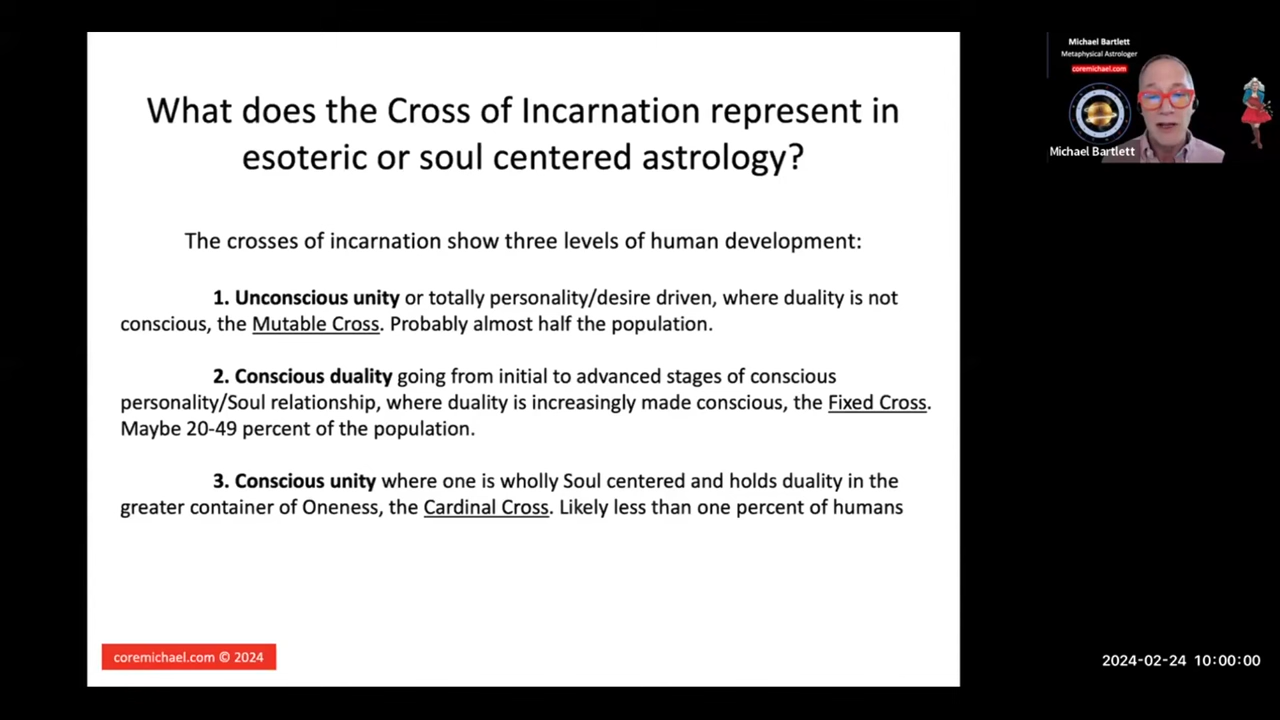 What does the Cross of Incarnation represent in
esoteric or soul centered astrology?
The crosses of incarnation show three levels of human development:
1. Unconscious unity or totally personality/desire driven, where duality is not
conscious, the Mutable Cross. Probably almost half the population.
2. Conscious duality going from initial to advanced stages of conscious
personality/Soul relationship, where duality is increasingly made conscious, the Fixed Cross.
Maybe 20-49 percent of the population.
3. Conscious unity where one is wholly Soul centered and holds duality in the
greater container of Oneness, the Cardinal Cross. Likely less than one percent of humans
coremichael.com © 2024
Michael Bartlett
Metaphysical Astrologer
coremichael.com
Michael Bartlett
2024-02-24 10:00:00